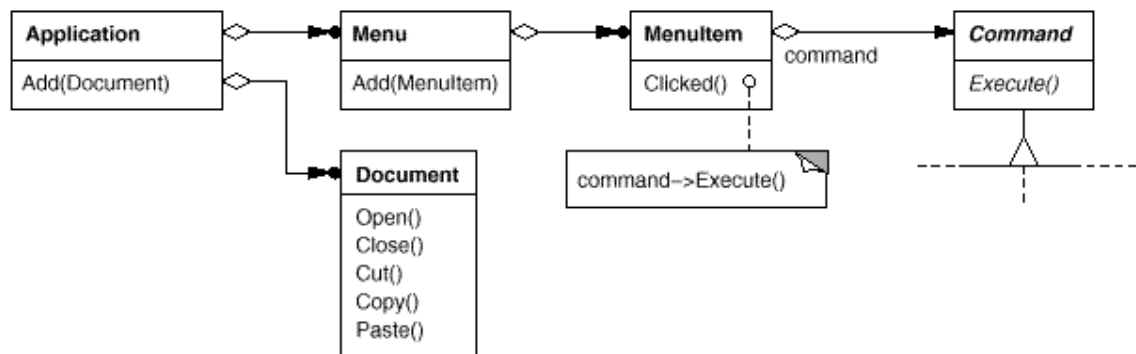 Application
Add(Document)
Menu
Add(MenuItem)
MenuItem
Clicked()
command
Command
Execute()
command–>Execute()
Document
Open()
Close()
Cut()
Copy()
Paste()